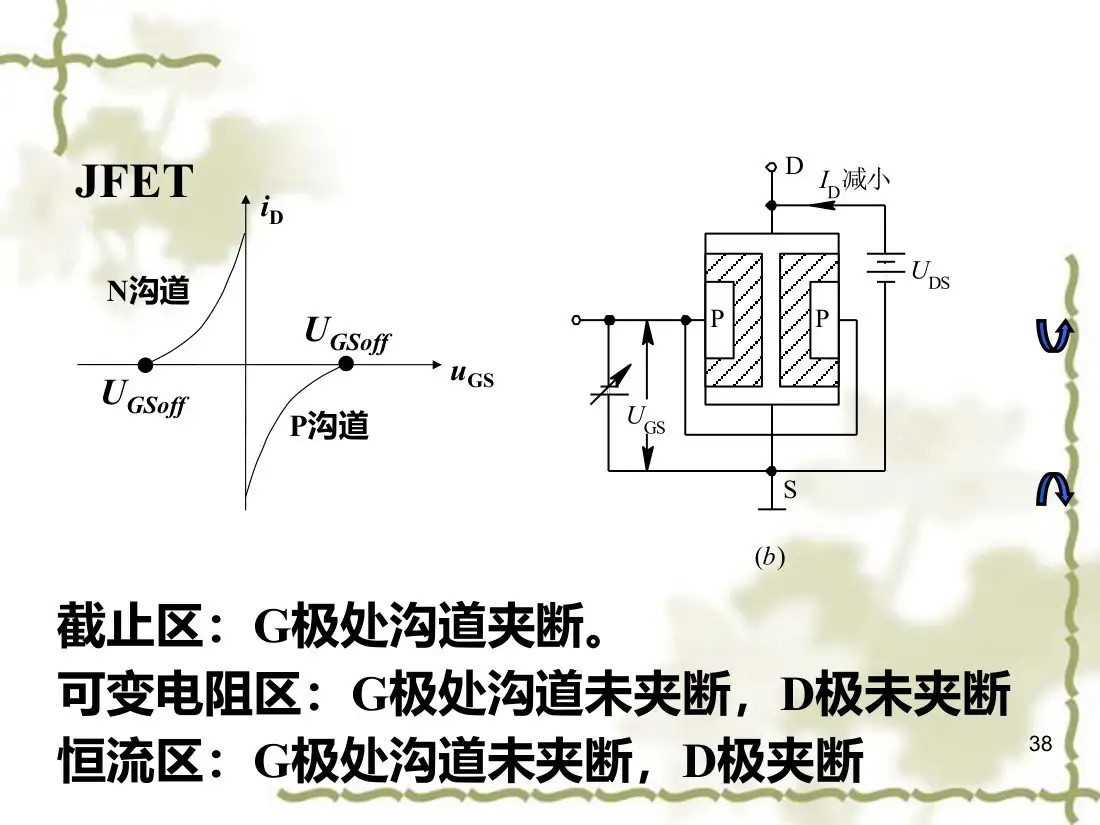 JFET
iD
N沟道
UGSoff
UGSoff
uGS
P沟道
D
ID减小
UDS
P
P
UGS
S
(b)
截止区：G极处沟道夹断。
可变电阻区：G极处沟道未夹断，D极未夹断
恒流区：G极处沟道未夹断，D极夹断
38